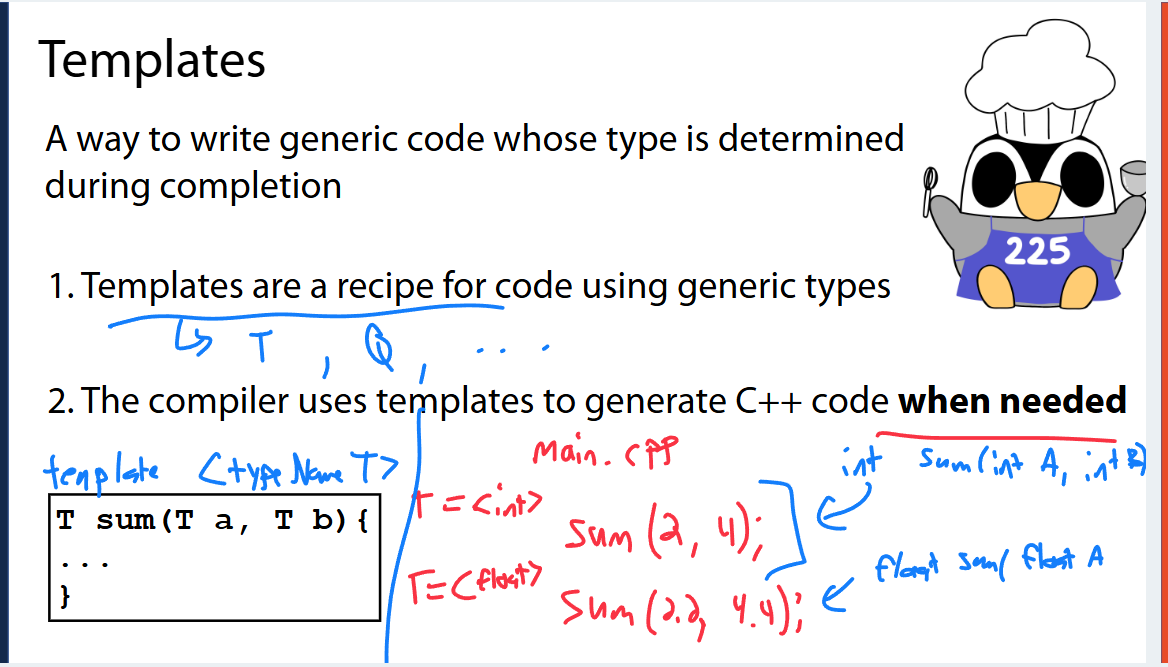 Templates
A way to write generic code whose type is determined
during completion
225
1. Templates are a recipe for code using generic types
↳ T , Q , ...
2. The compiler uses templates to generate C++ code when needed
template <typeName T>
T sum(T a, T b){
...
}
Main.cpp
T = <int>
sum (2, 4);
T = <float>
sum (2.2, 4.4);
int sum(int A, int B)
float sum( float A